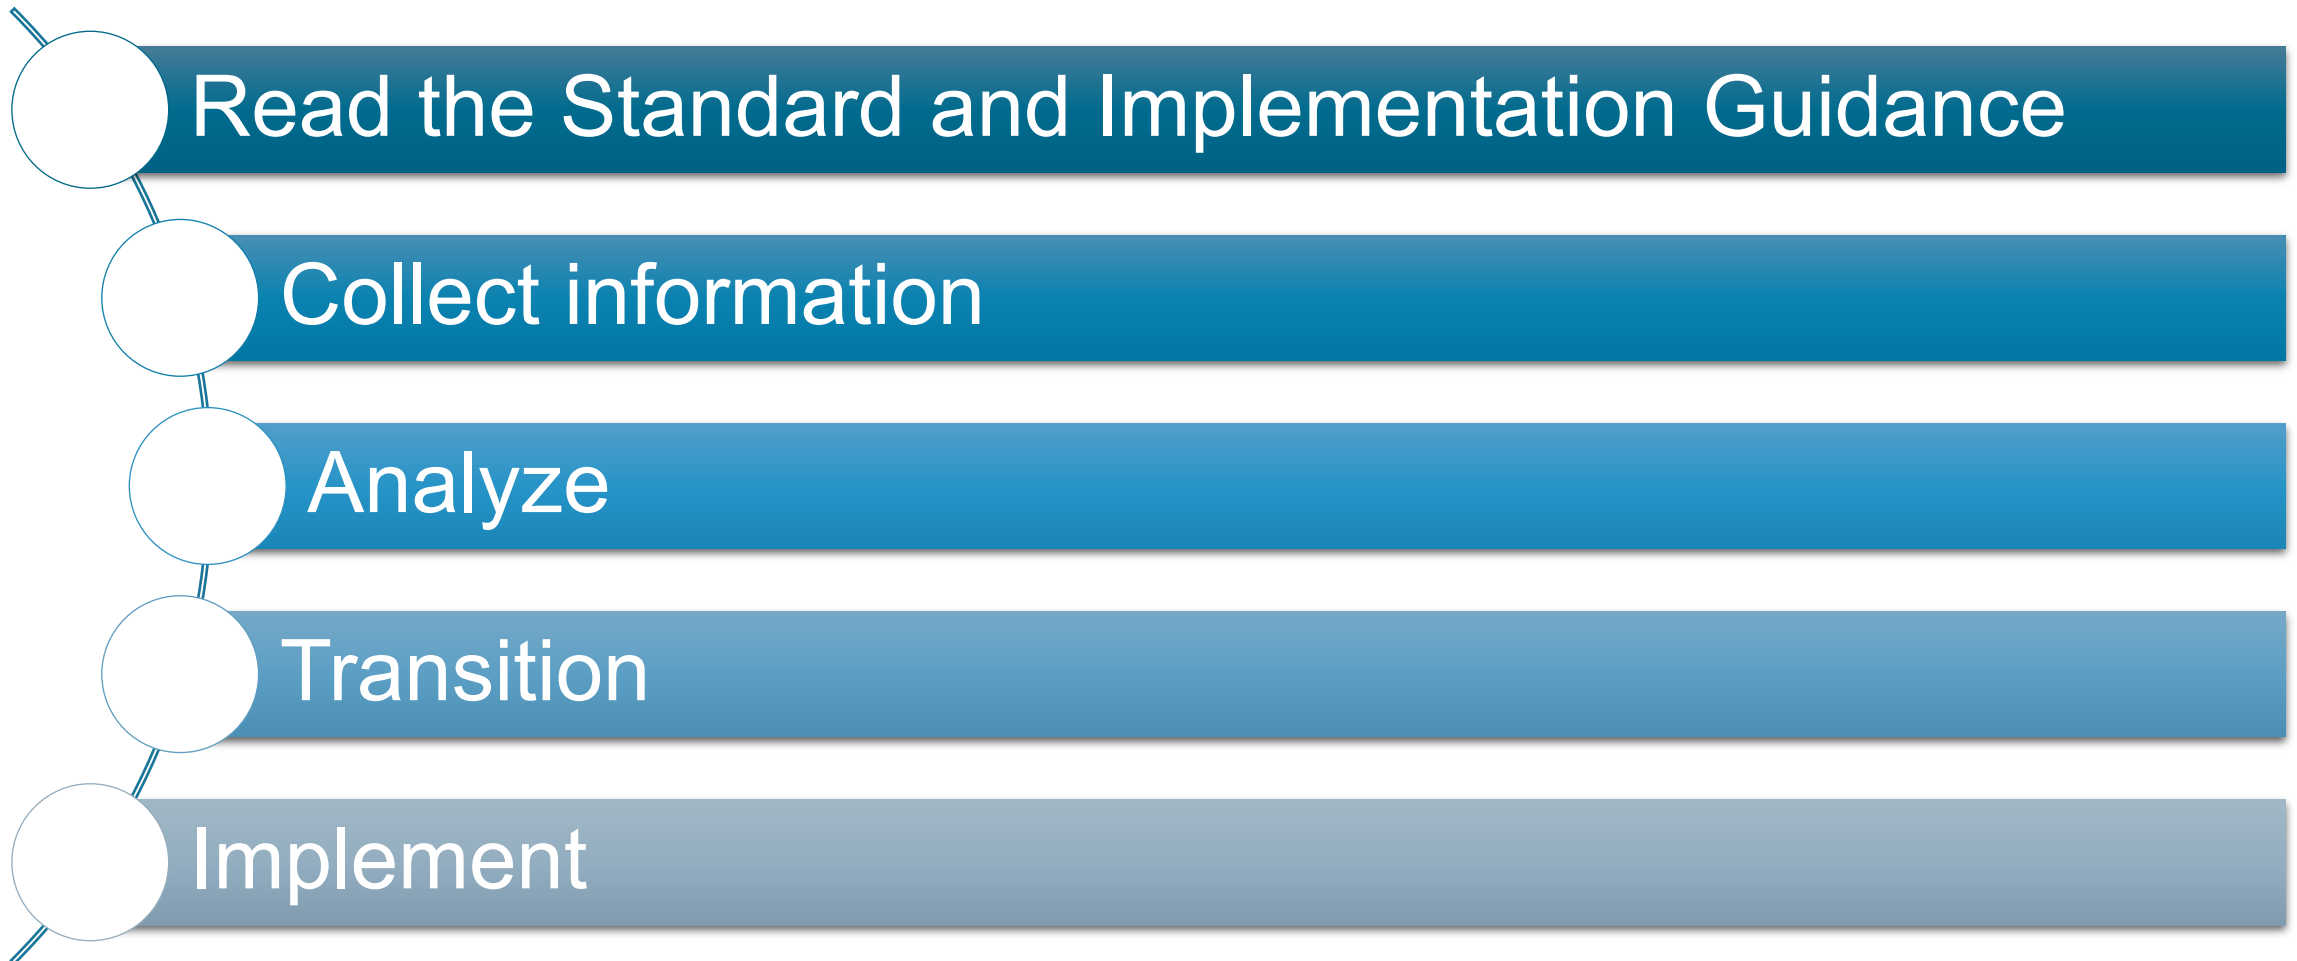 Read the Standard and Implementation Guidance
Collect information
Analyze
Transition
Implement